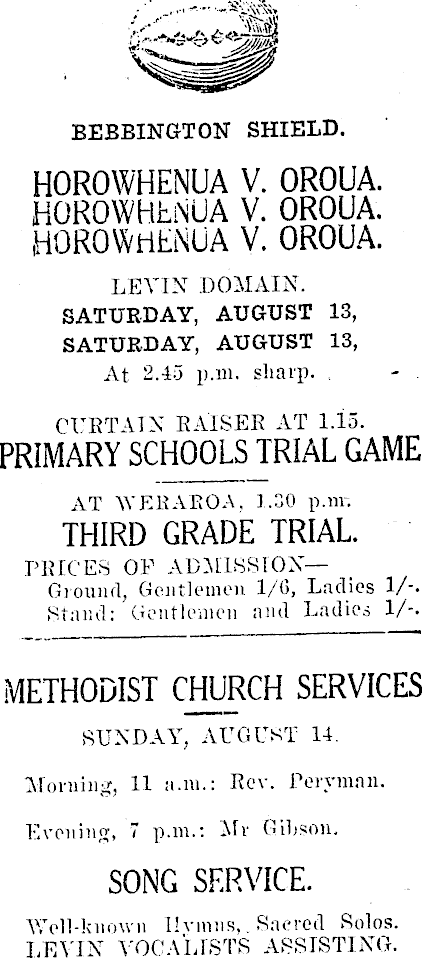 BEBBINGTON SHIELD.
HOROWHENUA V. OROUA.
HOROWHENUA V. OROUA.
HOROWHENUA V. OROUA.
LEVIN DOMAIN.
SATURDAY, AUGUST 13,
SATURDAY, AUGUST 13,
At 2.45 p.m. sharp.
CURTAIN RAISER AT 1.15.
PRIMARY SCHOOLS TRIAL GAME
AT WERAROA, 1.30 p.m.
THIRD GRADE TRIAL.
PRICES OF ADMISSION—
Ground, Gentlemen 1/6, Ladies 1/-.
Stand: Gentlemen and Ladies 1/-.
METHODIST CHURCH SERVICES
SUNDAY, AUGUST 14.
Morning, 11 a.m.: Rev. Peryman.
Evening, 7 p.m.: Mr Gibson.
SONG SERVICE.
Well-known Hymns, Sacred Solos.
LEVIN VOCALISTS ASSISTING.